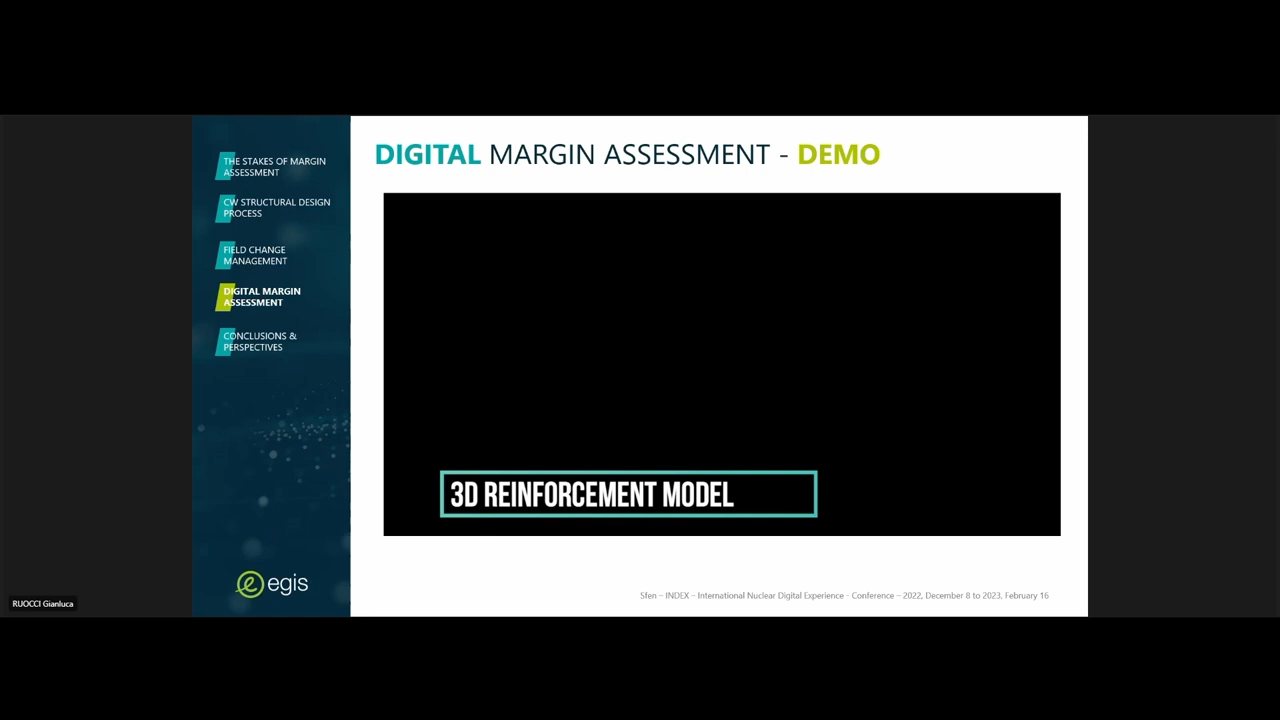 THE STAKES OF MARGIN
ASSESSMENT
CW STRUCTURAL DESIGN
PROCESS
FIELD CHANGE
MANAGEMENT
DIGITAL MARGIN
ASSESSMENT
CONCLUSIONS &
PERSPECTIVES
egis
DIGITAL MARGIN ASSESSMENT - DEMO
3D REINFORCEMENT MODEL
Sfen – INDEX – International Nuclear Digital Experience - Conference – 2022, December 8 to 2023, February 16
RUOCCI Gianluca